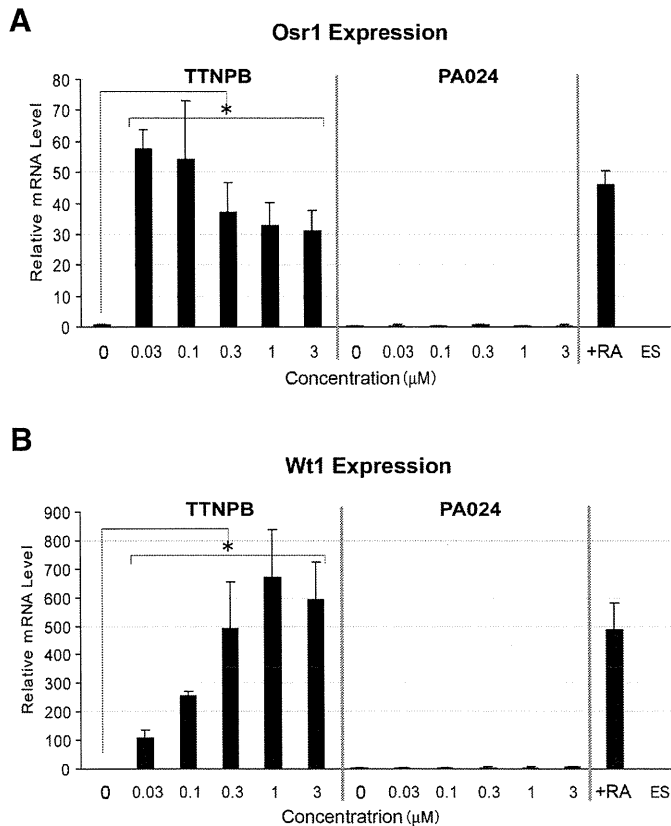 A
Osr1 Expression
TTNPB PA024
Relative mRNA Level
80
70
60
50
40
30
20
10
0
*
0 0.03 0.1 0.3 1 3 0 0.03 0.1 0.3 1 3 +RA ES
Concentration (μM)
B
Wt1 Expression
TTNPB PA024
Relative mRNA Level
900
800
700
600
500
400
300
200
100
0
*
0 0.03 0.1 0.3 1 3 0 0.03 0.1 0.3 1 3 +RA ES
Concentratrion (μM)